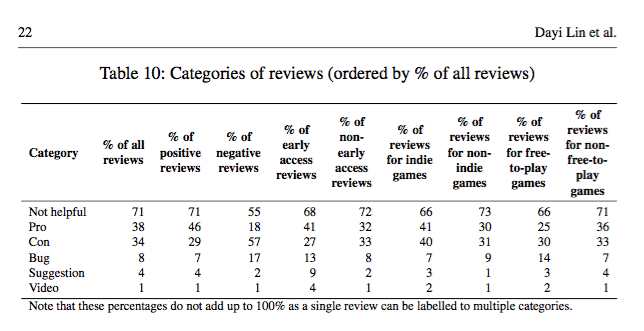 22
Dayi Lin et al.
Table 10: Categories of reviews (ordered by % of all reviews)
Category % of all reviews % of positive reviews % of negative reviews % of early access reviews % of non-early access reviews % of reviews for indie games % of reviews for non-indie games % of reviews for free-to-play games % of reviews for non-free-to-play games
Not helpful 71 71 55 68 72 66 73 66 71
Pro 38 46 18 41 32 41 30 25 36
Con 34 29 57 27 33 40 31 30 33
Bug 8 7 17 13 8 7 9 14 7
Suggestion 4 4 2 9 2 3 1 3 4
Video 1 1 1 4 1 2 1 2 1
Note that these percentages do not add up to 100% as a single review can be labelled to multiple categories.